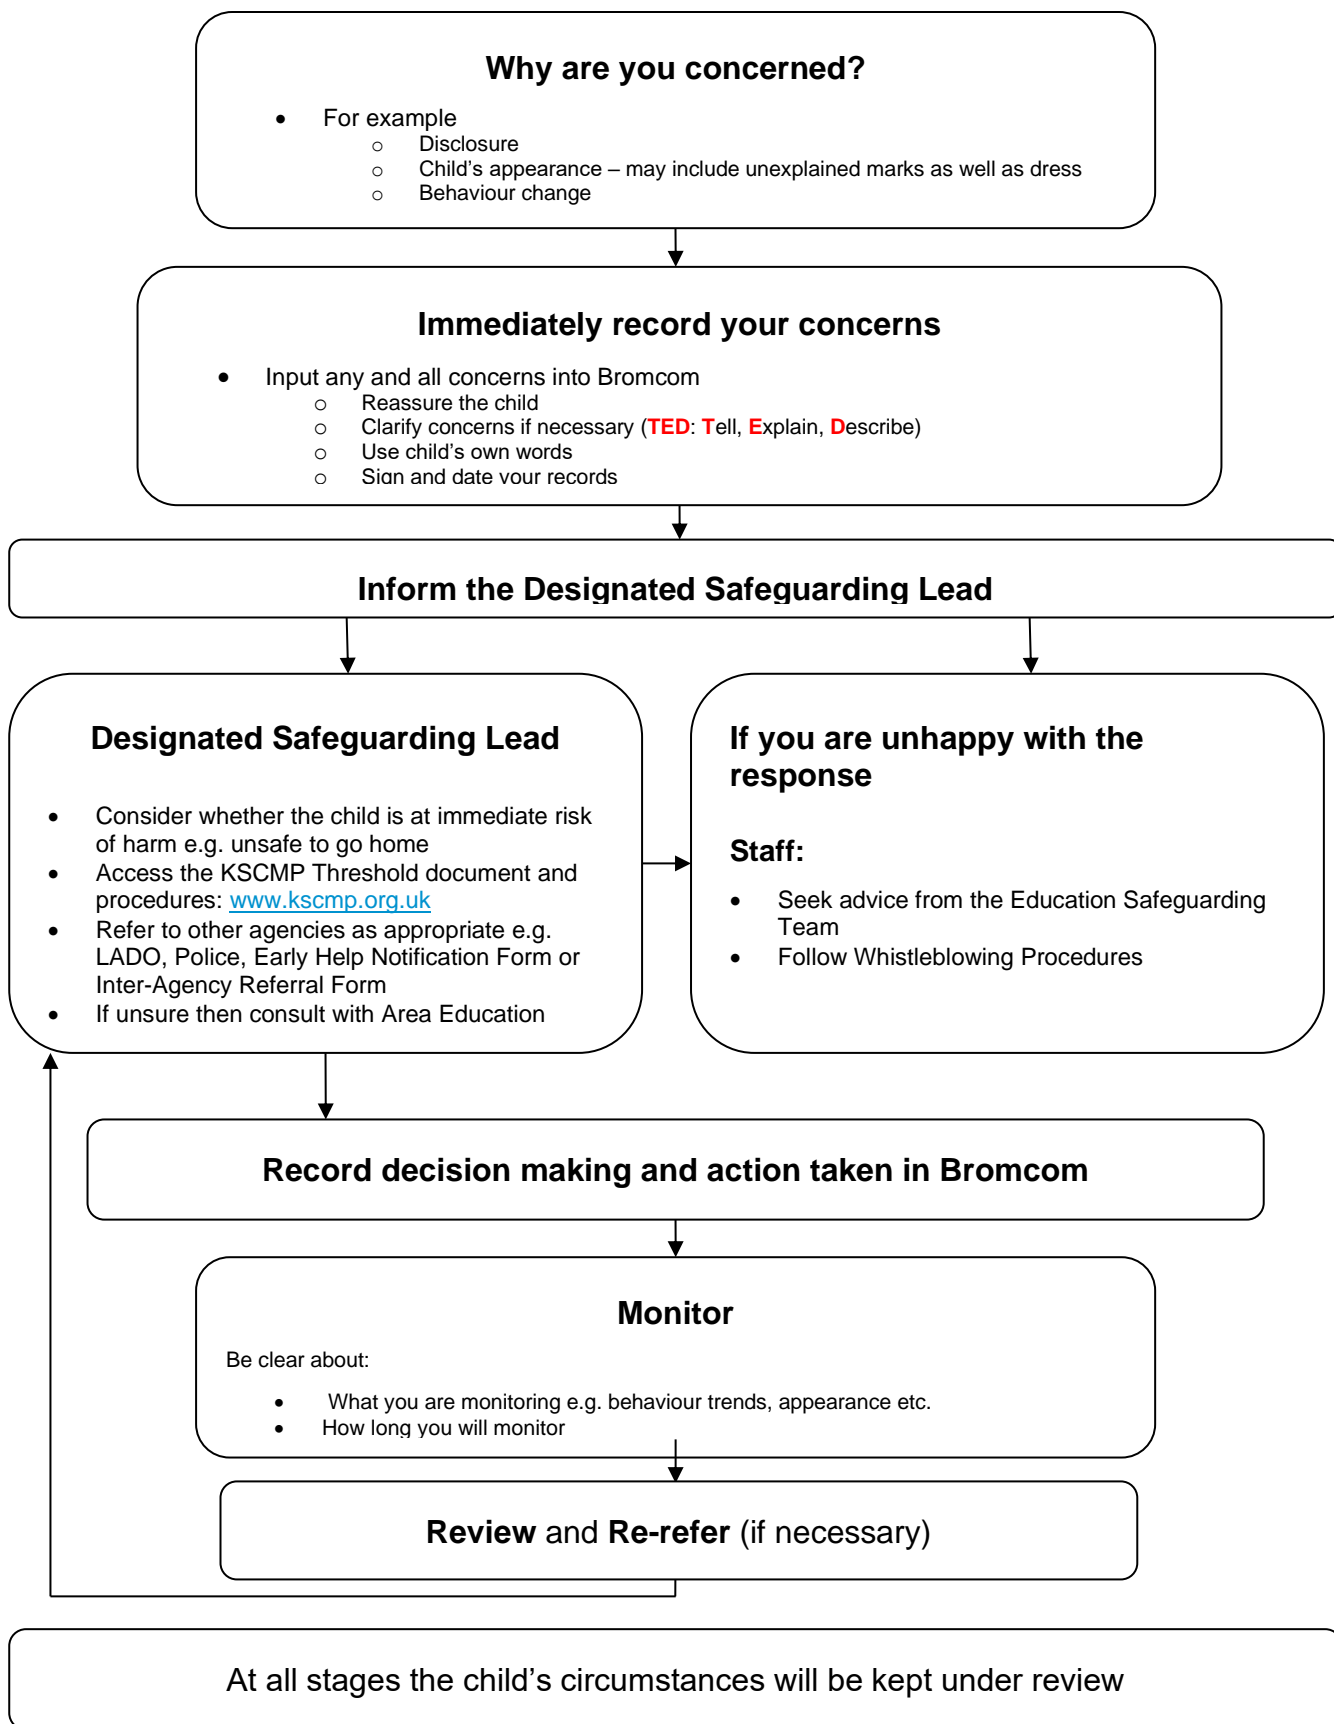 Why are you concerned?
• For example
o Disclosure
o Child's appearance – may include unexplained marks as well as dress
o Behaviour change
Immediately record your concerns
• Input any and all concerns into Bromcom
o Reassure the child
o Clarify concerns if necessary (TED: Tell, Explain, Describe)
o Use child's own words
o Sign and date your records
Inform the Designated Safeguarding Lead
Designated Safeguarding Lead
• Consider whether the child is at immediate risk
of harm e.g. unsafe to go home
• Access the KSCMP Threshold document and
procedures: www.kscmp.org.uk
• Refer to other agencies as appropriate e.g.
LADO, Police, Early Help Notification Form or
Inter-Agency Referral Form
• If unsure then consult with Area Education
If you are unhappy with the
response
Staff:
• Seek advice from the Education Safeguarding
Team
• Follow Whistleblowing Procedures
Record decision making and action taken in Bromcom
Monitor
Be clear about:
• What you are monitoring e.g. behaviour trends, appearance etc.
• How long you will monitor
Review and Re-refer (if necessary)
At all stages the child's circumstances will be kept under review